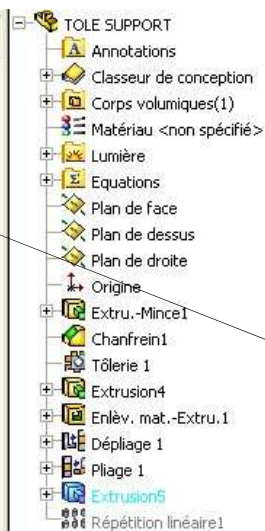 TOLE SUPPORT
Annotations
Classeur de conception
Corps volumiques(1)
Matériau <non spécifié>
Lumière
Equations
Plan de face
Plan de dessus
Plan de droite
Origine
Extru.-Mince1
Chanfrein1
Tôlerie 1
Extrusion4
Enlèv. mat.-Extru.1
Dépliage 1
Pliage 1
Extrusion5
Répétition linéaire1